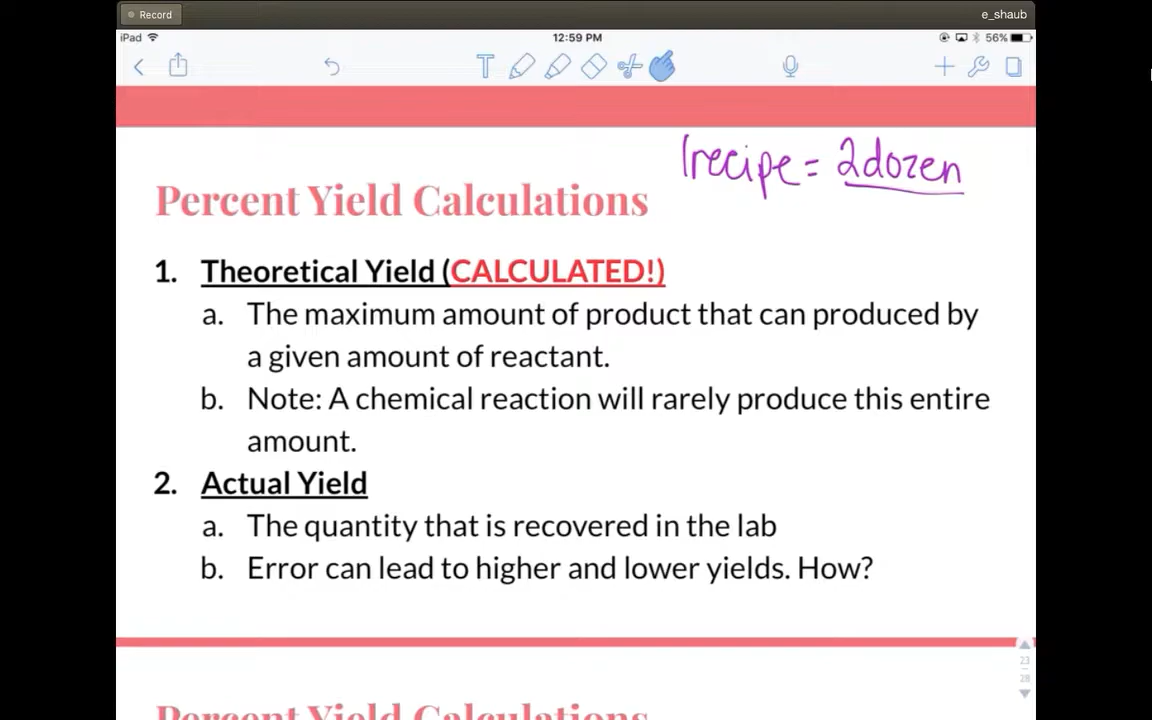 Record
e_shaub
iPad
12:59 PM
56%
1recipe = 2dozen
Percent Yield Calculations
1. Theoretical Yield (CALCULATED!)
a. The maximum amount of product that can produced by
a given amount of reactant.
b. Note: A chemical reaction will rarely produce this entire
amount.
2. Actual Yield
a. The quantity that is recovered in the lab
b. Error can lead to higher and lower yields. How?
23
28
Percent Yield Calculations